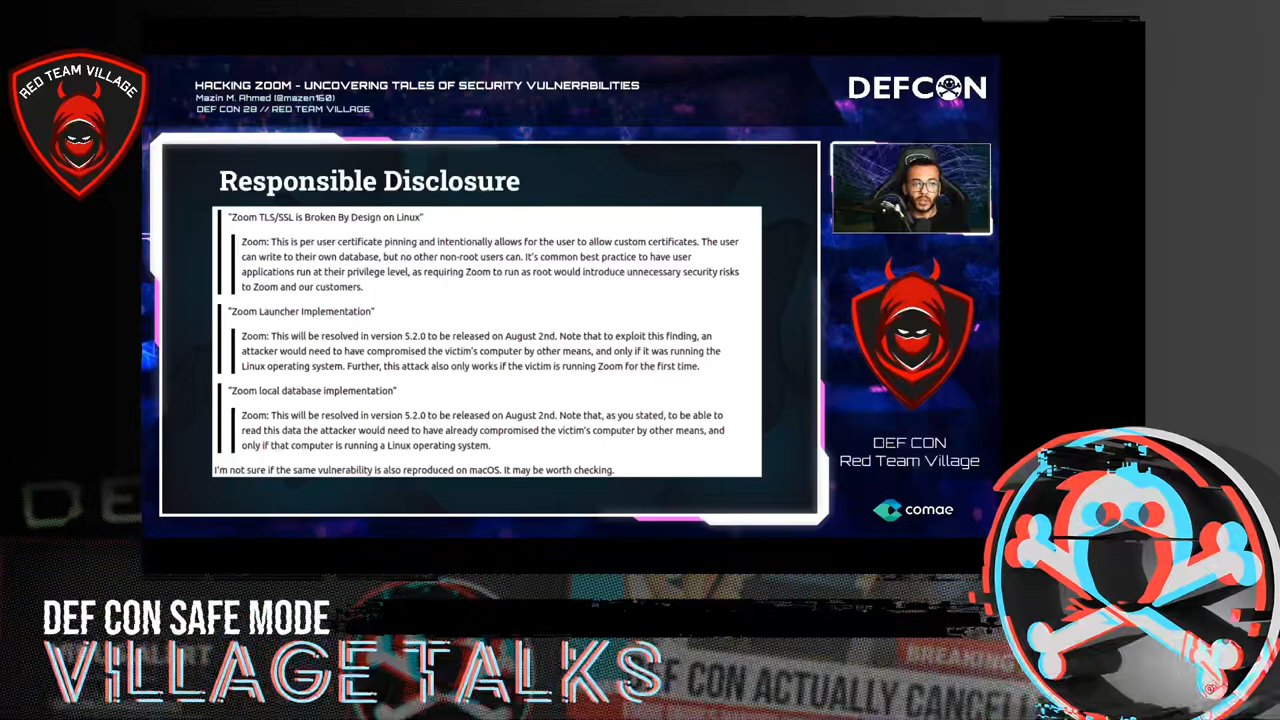 RED TEAM VILLAGE
HACKING ZOOM - UNCOVERING TALES OF SECURITY VULNERABILITIES
Mazin M. Ahmed (@mazen160)
DEF CON 28 // RED TEAM VILLAGE
DEFCON
Responsible Disclosure
"Zoom TLS/SSL is Broken By Design on Linux"
Zoom: This is per user certificate pinning and intentionally allows for the user to allow custom certificates. The user
can write to their own database, but no other non-root users can. It's common best practice to have user
applications run at their privilege level, as requiring Zoom to run as root would introduce unnecessary security risks
to Zoom and our customers.
"Zoom Launcher Implementation"
Zoom: This will be resolved in version 5.2.0 to be released on August 2nd. Note that to exploit this finding, an
attacker would need to have compromised the victim's computer by other means, and only if it was running the
Linux operating system. Further, this attack also only works if the victim is running Zoom for the first time.
"Zoom local database implementation"
Zoom: This will be resolved in version 5.2.0 to be released on August 2nd. Note that, as you stated, to be able to
read this data the attacker would need to have already compromised the victim's computer by other means, and
only if that computer is running a Linux operating system.
I'm not sure if the same vulnerability is also reproduced on macOS. It may be worth checking.
DEF CON
Red Team Village
comae
DE
DEF CON SAFE MODE
VILLAGE TALKS
BREAKING
DEF CON ACTUALLY CANCEL